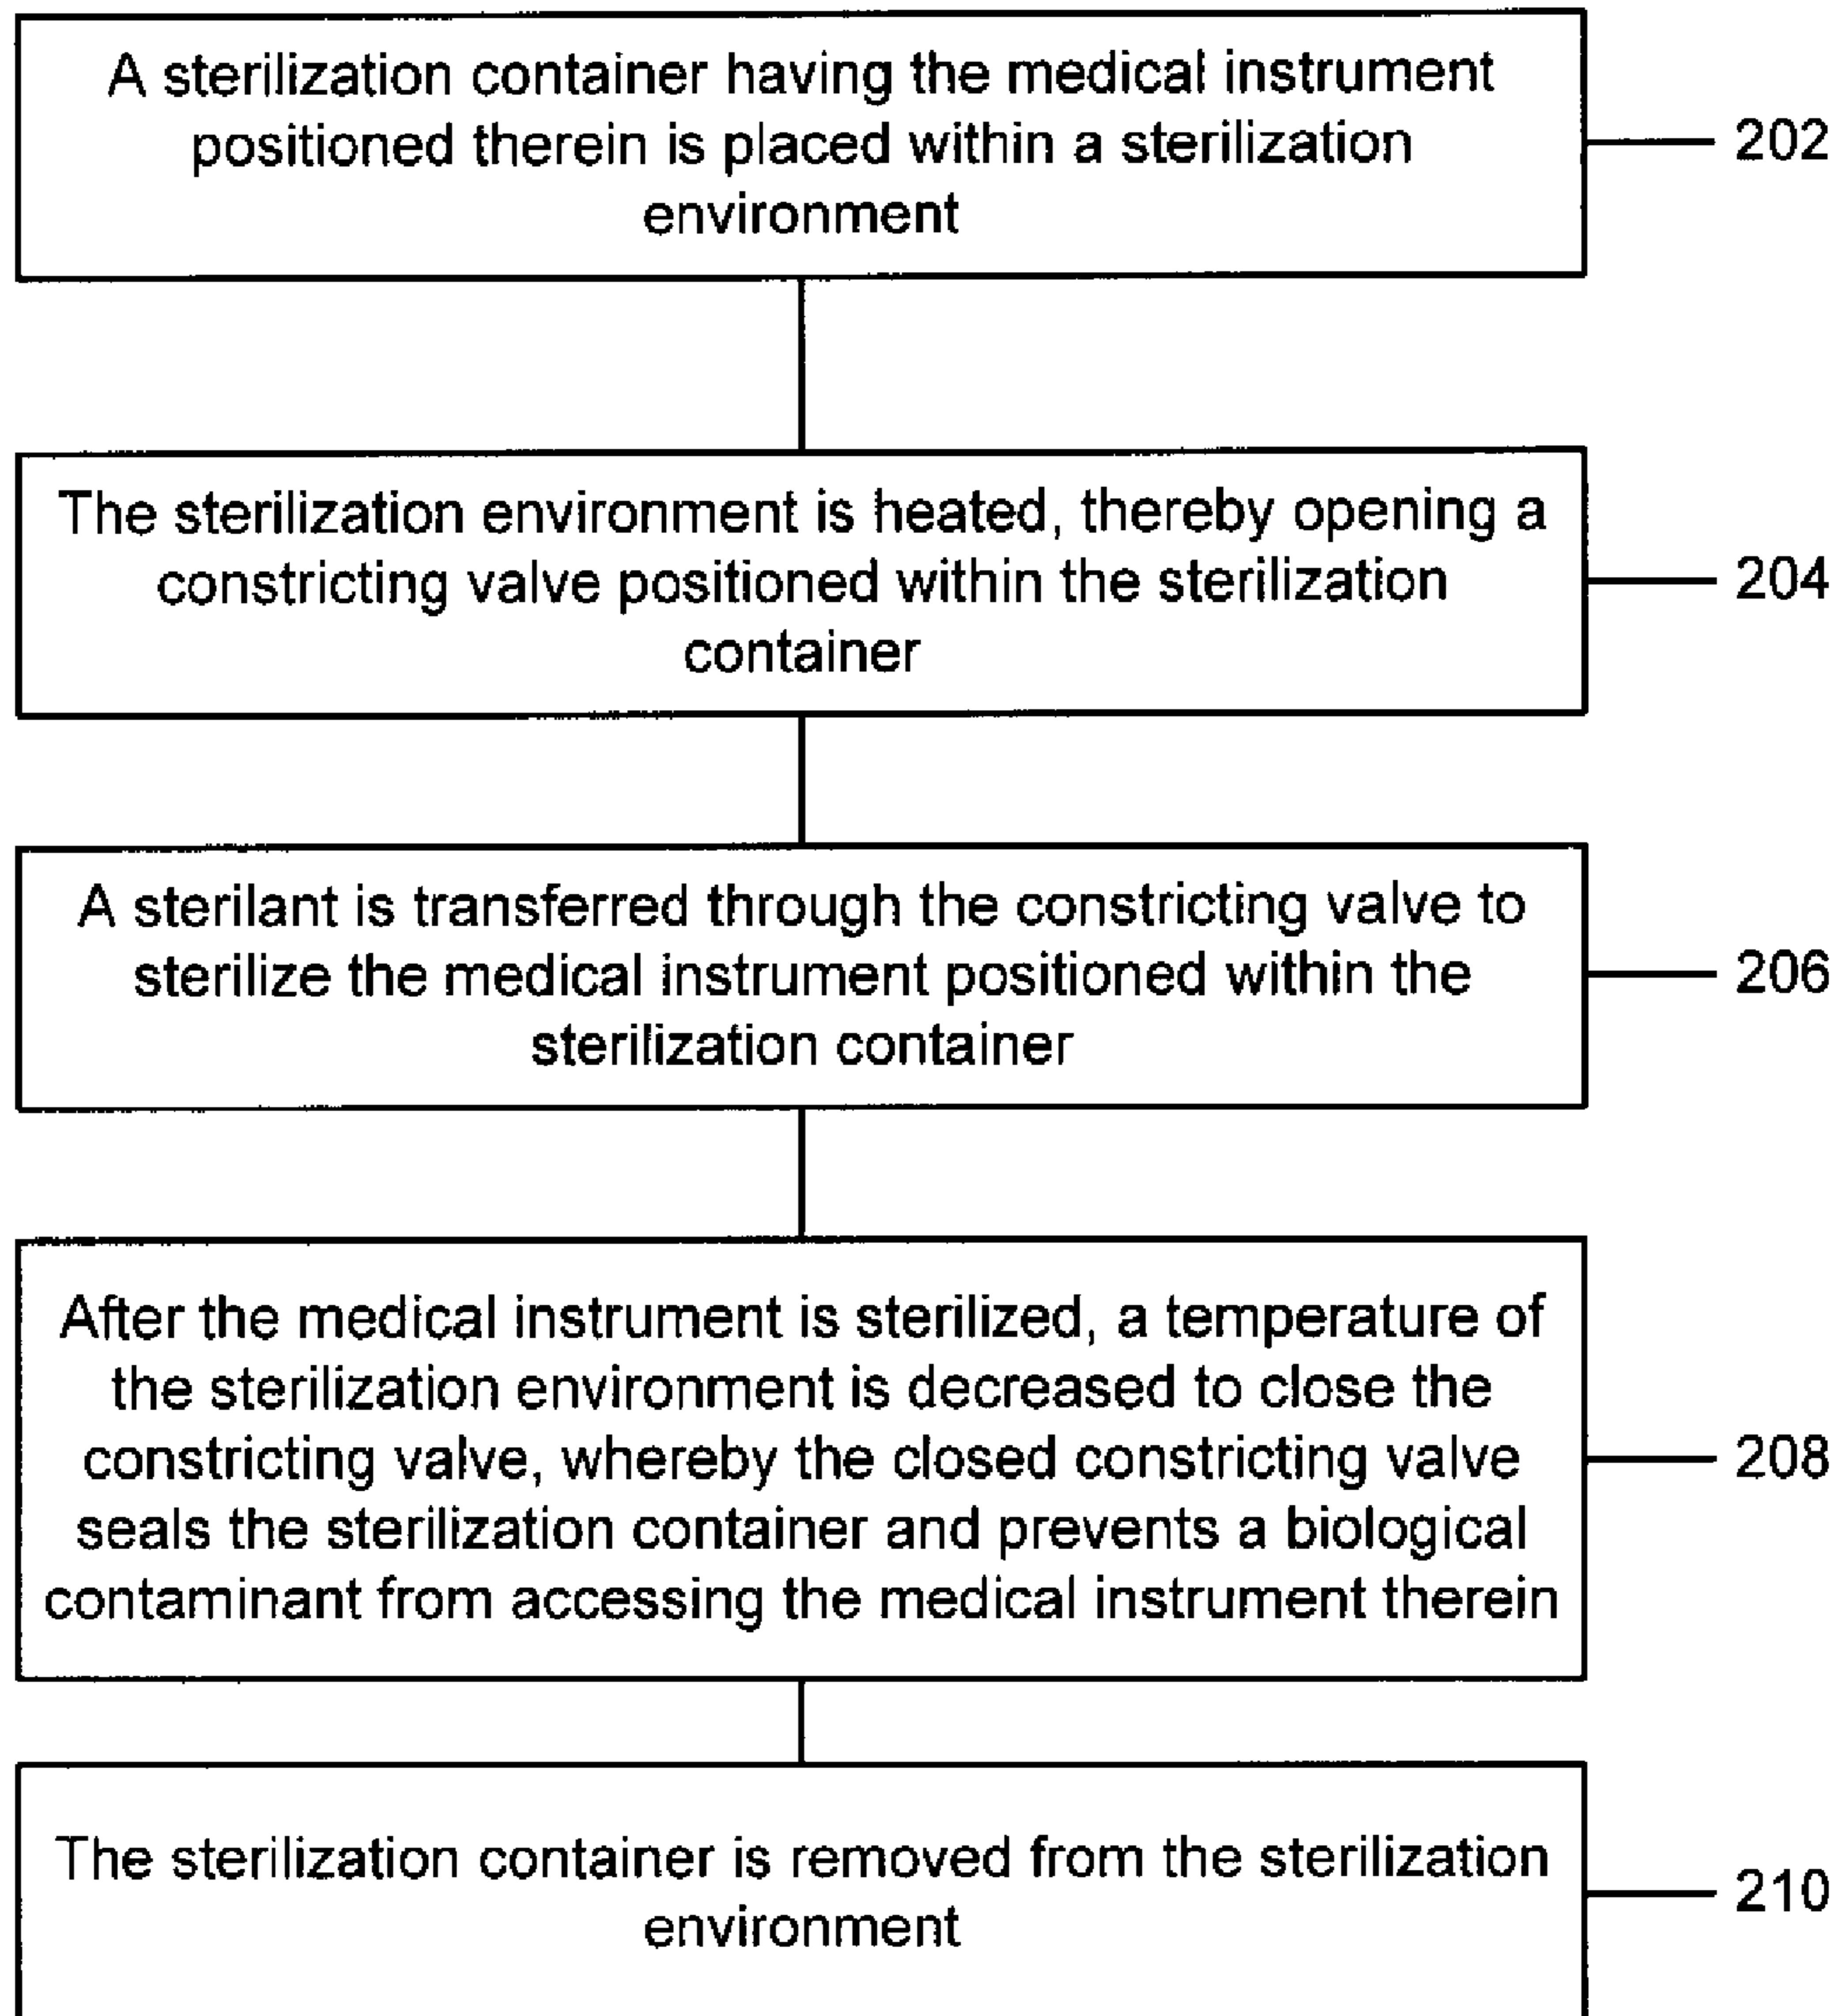 A sterilization container having the medical instrument
positioned therein is placed within a sterilization
environment
202
The sterilization environment is heated, thereby opening a
constricting valve positioned within the sterilization
container
204
A sterilant is transferred through the constricting valve to
sterilize the medical instrument positioned within the
sterilization container
206
After the medical instrument is sterilized, a temperature of
the sterilization environment is decreased to close the
constricting valve, whereby the closed constricting valve
seals the sterilization container and prevents a biological
contaminant from accessing the medical instrument therein
208
The sterilization container is removed from the sterilization
environment
210